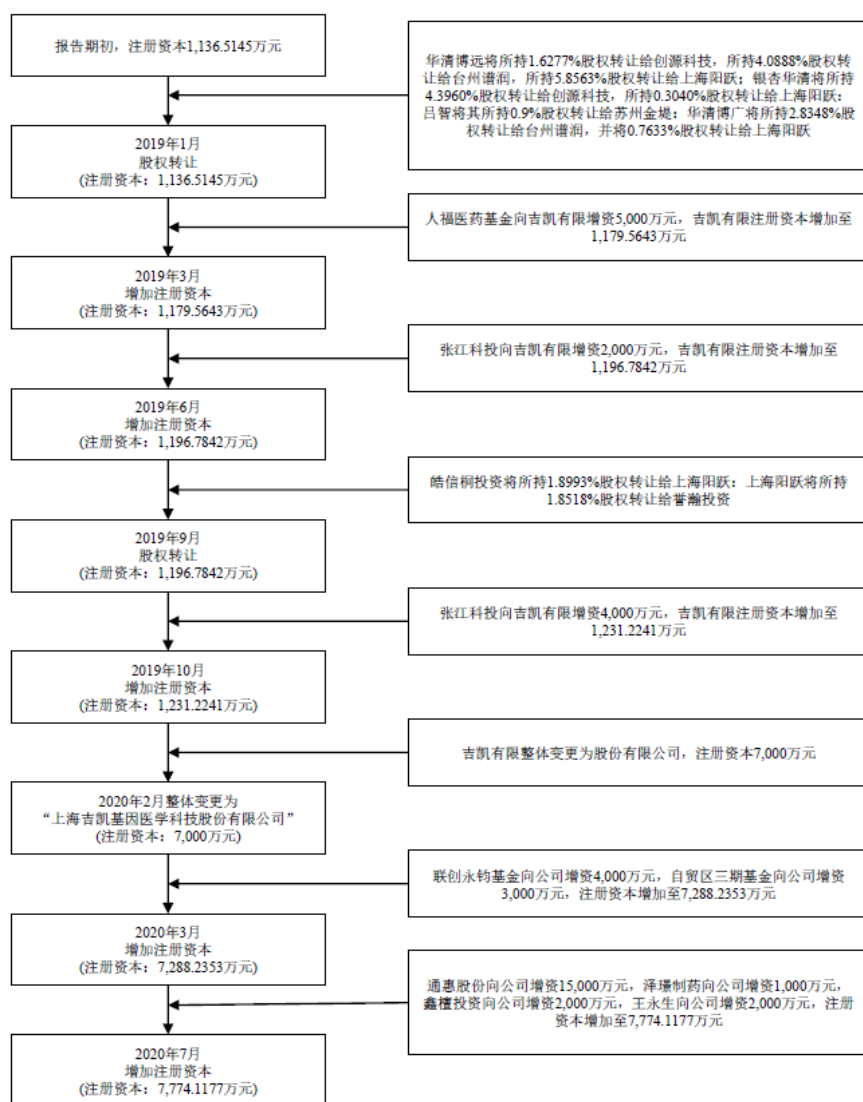 报告期初，注册资本1,136.5145万元
华清博远将所持1.6277%股权转让给创源科技，所持4.0888%股权转
让给台州谱润，所持5.8563%股权转让给上海阳跃；银杏华清将所持
4.3960%股权转让给创源科技，所持0.3040%股权转让给上海阳跃；
吕智将其所持0.9%股权转让给苏州金堤；华清博广将所持2.8348%股
权转让给台州谱润，并将0.7633%股权转让给上海阳跃
2019年1月
股权转让
(注册资本：1,136.5145万元)
人福医药基金向吉凯有限增资5,000万元，吉凯有限注册资本增加至
1,179.5643万元
2019年3月
增加注册资本
(注册资本：1,179.5643万元)
张江科投向吉凯有限增资2,000万元，吉凯有限注册资本增加至
1,196.7842万元
2019年6月
增加注册资本
(注册资本：1,196.7842万元)
皓信桐投资将所持1.8993%股权转让给上海阳跃；上海阳跃将所持
1.8518%股权转让给誉瀚投资
2019年9月
股权转让
(注册资本：1,196.7842万元)
张江科投向吉凯有限增资4,000万元，吉凯有限注册资本增加至
1,231.2241万元
2019年10月
增加注册资本
(注册资本：1,231.2241万元)
吉凯有限整体变更为股份有限公司，注册资本7,000万元
2020年2月整体变更为
“上海吉凯基因医学科技股份有限公司”
(注册资本：7,000万元)
联创永钧基金向公司增资4,000万元，自贸区三期基金向公司增资
3,000万元，注册资本增加至7,288.2353万元
2020年3月
增加注册资本
(注册资本：7,288.2353万元)
通惠股份向公司增资15,000万元，泽璟制药向公司增资1,000万元，
鑫檀投资向公司增资2,000万元，王永生向公司增资2,000万元，注册
资本增加至7,774.1177万元
2020年7月
增加注册资本
(注册资本：7,774.1177万元)